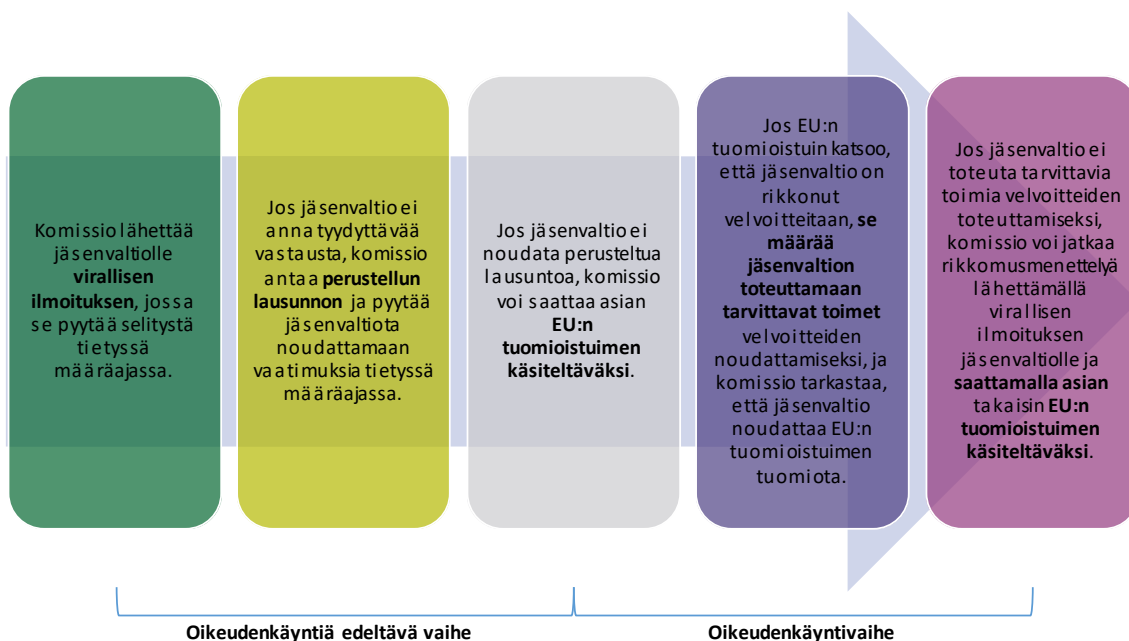 Komissio lähettää
jäsenvaltiolle
virallisen
ilmoituksen, jossa
se pyytää selitystä
tietyssä
määräajassa.
Jos jäsenvaltio ei
anna tyydyttävää
vastausta, komissio
antaa perustellun
lausunnon ja pyytää
jäsenvaltiota
noudattamaan
vaatimuksia tietyssä
määräajassa.
Jos jäsenvaltio ei
noudata perusteltua
lausuntoa, komissio
voi saattaa asian
EU:n
tuomioistuimen
käsiteltäväksi.
Jos EU:n
tuomioistuin katsoo,
että jäsenvaltio on
rikkonut
velvoitteitaan, se
määrää
jäsenvaltion
toteuttamaan
tarvittavat toimet
velvoitteiden
noudattamiseksi, ja
komissio tarkastaa,
että jäsenvaltio
noudattaa EU:n
tuomioistuimen
tuomiota.
Jos jäsenvaltio ei
toteuta tarvittavia
toimia velvoitteiden
toteuttamiseksi,
komissio voi jatkaa
rikkomusmenettelyä
lähettämällä
virallisen
ilmoituksen
jäsenvaltiolle ja
saattamalla asian
takaisin EU:n
tuomioistuimen
käsiteltäväksi.
Oikeudenkäyntiä edeltävä vaihe
Oikeudenkäyntivaihe